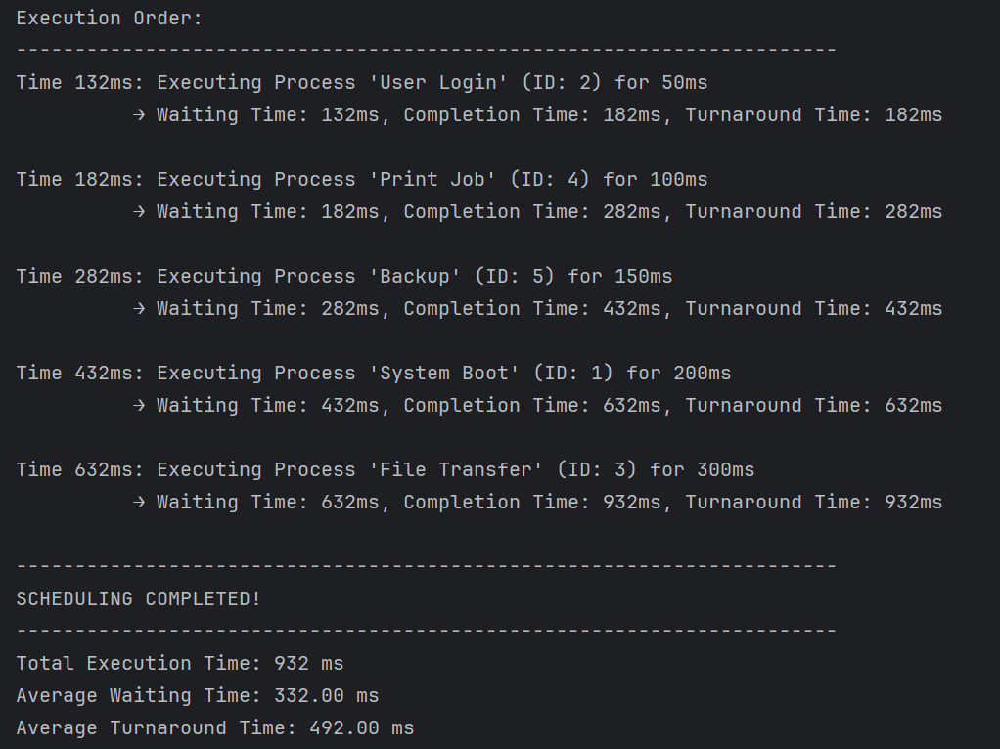 Execution Order:
----------------------------------------------------------------------
Time 132ms: Executing Process 'User Login' (ID: 2) for 50ms
→ Waiting Time: 132ms, Completion Time: 182ms, Turnaround Time: 182ms
Time 182ms: Executing Process 'Print Job' (ID: 4) for 100ms
→ Waiting Time: 182ms, Completion Time: 282ms, Turnaround Time: 282ms
Time 282ms: Executing Process 'Backup' (ID: 5) for 150ms
→ Waiting Time: 282ms, Completion Time: 432ms, Turnaround Time: 432ms
Time 432ms: Executing Process 'System Boot' (ID: 1) for 200ms
→ Waiting Time: 432ms, Completion Time: 632ms, Turnaround Time: 632ms
Time 632ms: Executing Process 'File Transfer' (ID: 3) for 300ms
→ Waiting Time: 632ms, Completion Time: 932ms, Turnaround Time: 932ms
----------------------------------------------------------------------
SCHEDULING COMPLETED!
----------------------------------------------------------------------
Total Execution Time: 932 ms
Average Waiting Time: 332.00 ms
Average Turnaround Time: 492.00 ms